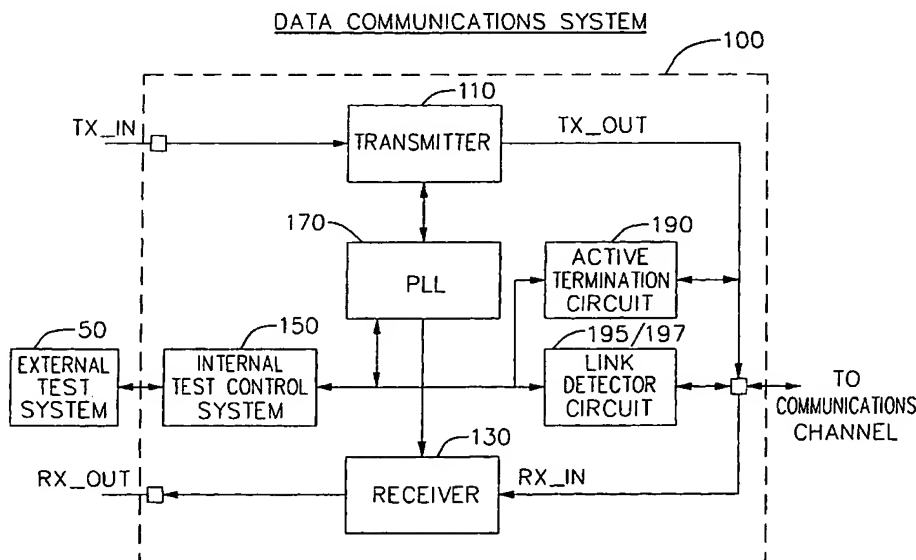 DATA COMMUNICATIONS SYSTEM
100
110
TX_IN
TRANSMITTER
TX_OUT
170
190
PLL
ACTIVE
TERMINATION
CIRCUIT
50
150
195/197
EXTERNAL
TEST
SYSTEM
INTERNAL
TEST CONTROL
SYSTEM
LINK
DETECTOR
CIRCUIT
TO
COMMUNICATIONS
CHANNEL
130
RX_OUT
RECEIVER
RX_IN